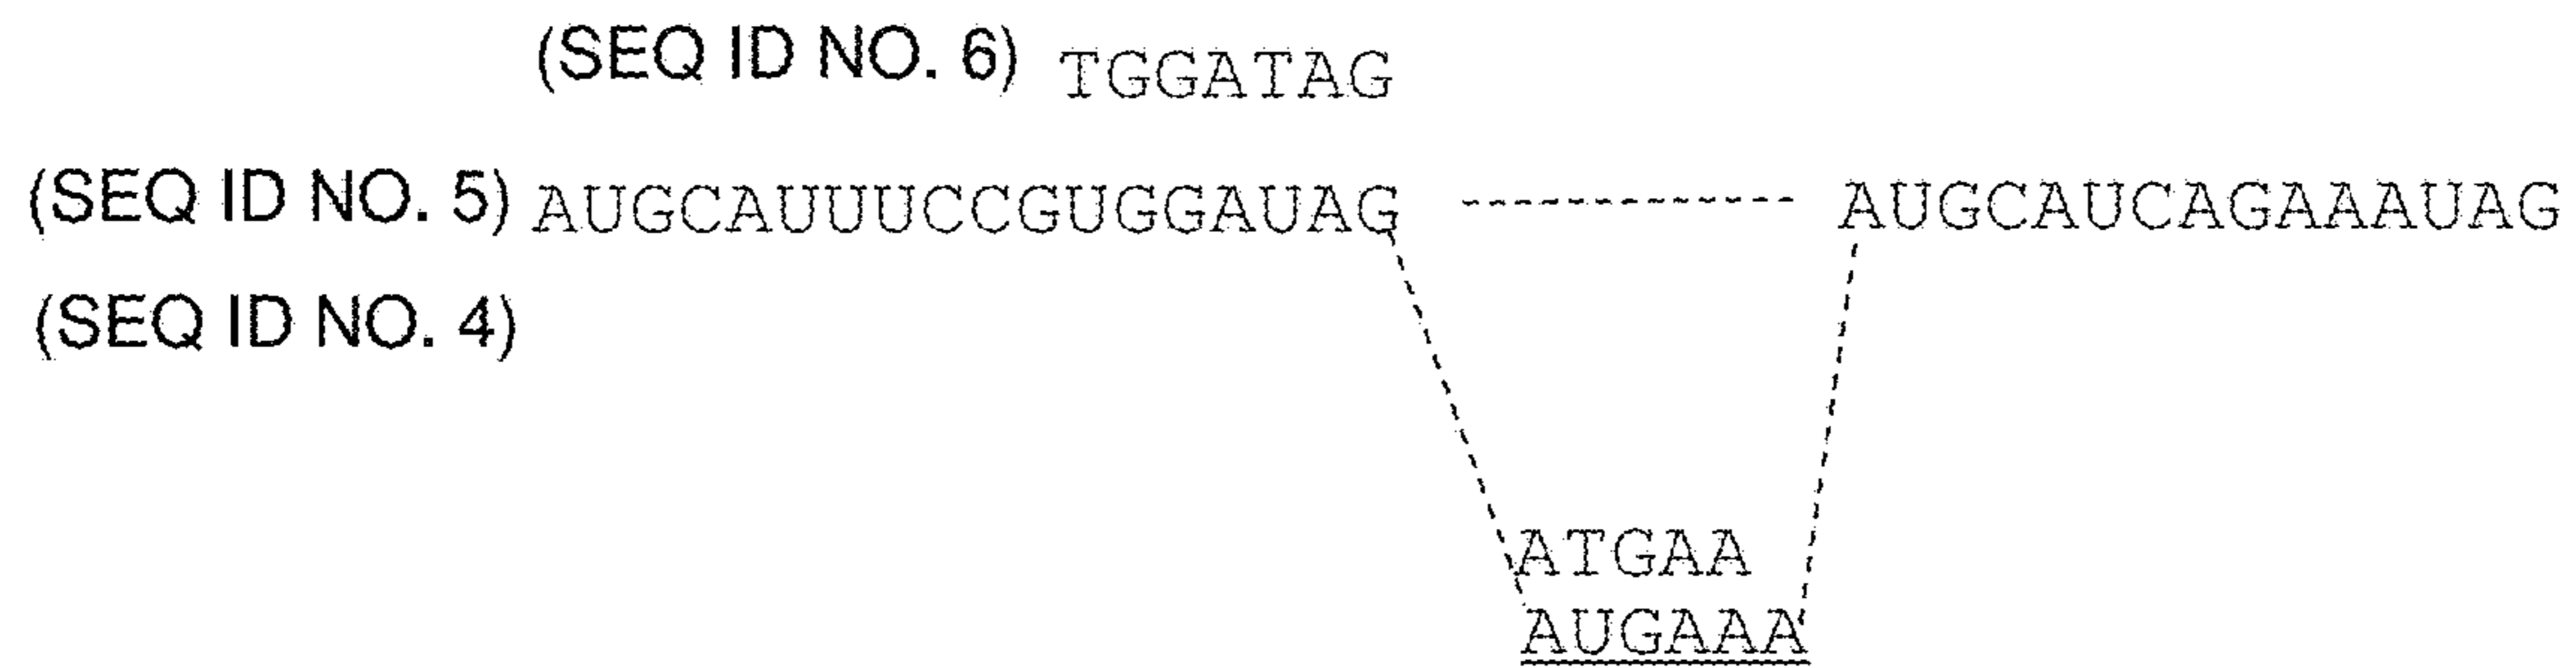 (SEQ ID NO. 6) TGGATAG
(SEQ ID NO. 5) AUGCAUUUCCGUGGAUAG ------------- AUGCAUCAGAAAUAG
(SEQ ID NO. 4)
ATGAA
AUGAAA